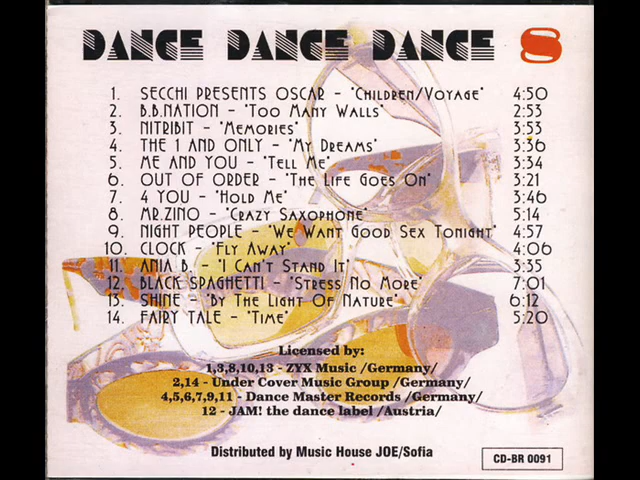 DANCE DANCE DANCE 8
1. SECCHI PRESENTS OSCAR - "CHILDREN/VOYAGE" 4:50
2. B.B.NATION - "TOO MANY WALLS" 2:53
3. NITRIBIT - "MEMORIES" 3:53
4. THE 1 AND ONLY - "MY DREAMS" 3:36
5. ME AND YOU - "TELL ME" 3:34
6. OUT OF ORDER - "THE LIFE GOES ON" 3:21
7. 4 YOU - "HOLD ME" 3:46
8. MR.ZINO - "CRAZY SAXOPHONE" 5:14
9. NIGHT PEOPLE - "WE WANT GOOD SEX TONIGHT" 4:57
10. CLOCK - "FLY AWAY" 4:06
11. ANIA B. - "I CAN'T STAND IT" 3:35
12. BLACK SPAGHETTI - "STRESS NO MORE" 7:01
13. SHINE - "BY THE LIGHT OF NATURE" 6:12
14. FAIRY TALE - "TIME" 5:20
Licensed by:
1,3,8,10,13 - ZYX Music /Germany/
2,14 - Under Cover Music Group /Germany/
4,5,6,7,9,11 - Dance Master Records /Germany/
12 - JAM! the dance label /Austria/
Distributed by Music House JOE/Sofia
CD-BR 0091